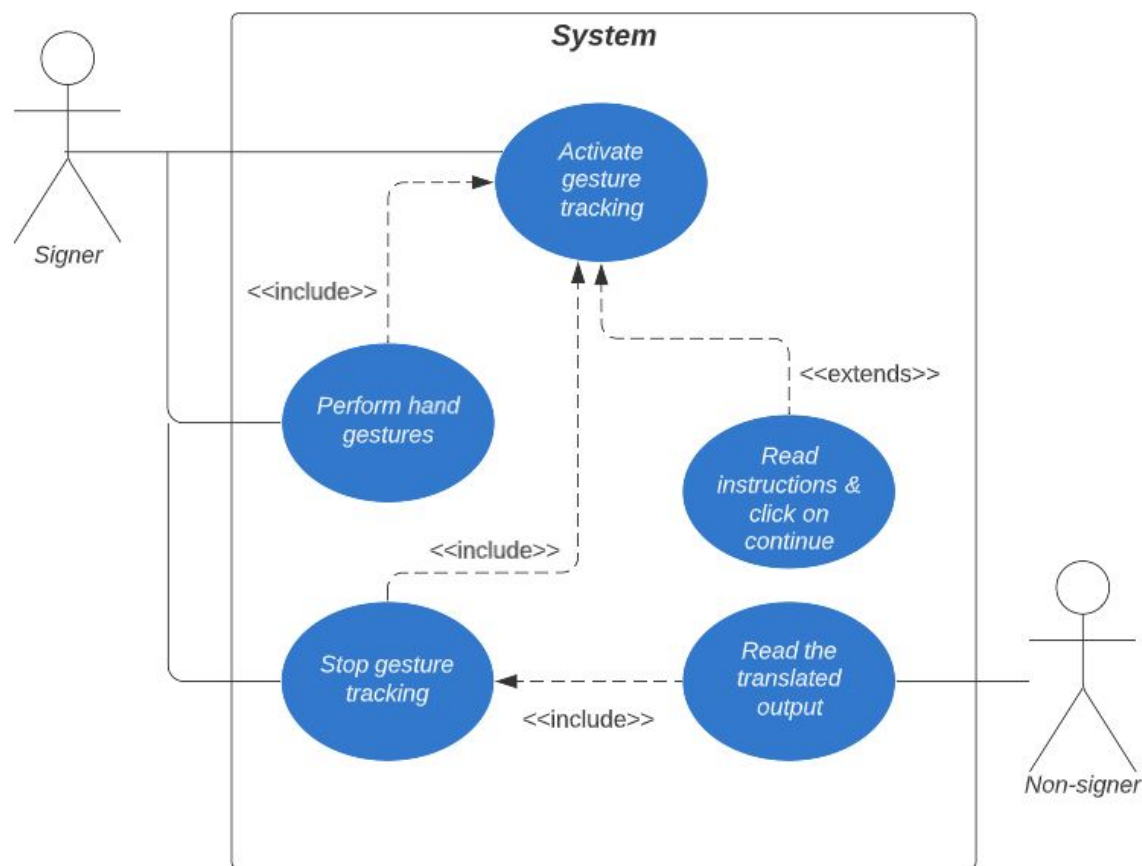 System
Activate
gesture
tracking
Signer
<<include>>
<<extends>>
Perform hand
gestures
Read
instructions &
click on
continue
<<include>>
Stop gesture
tracking
Read the
translated
output
<<include>>
Non-signer